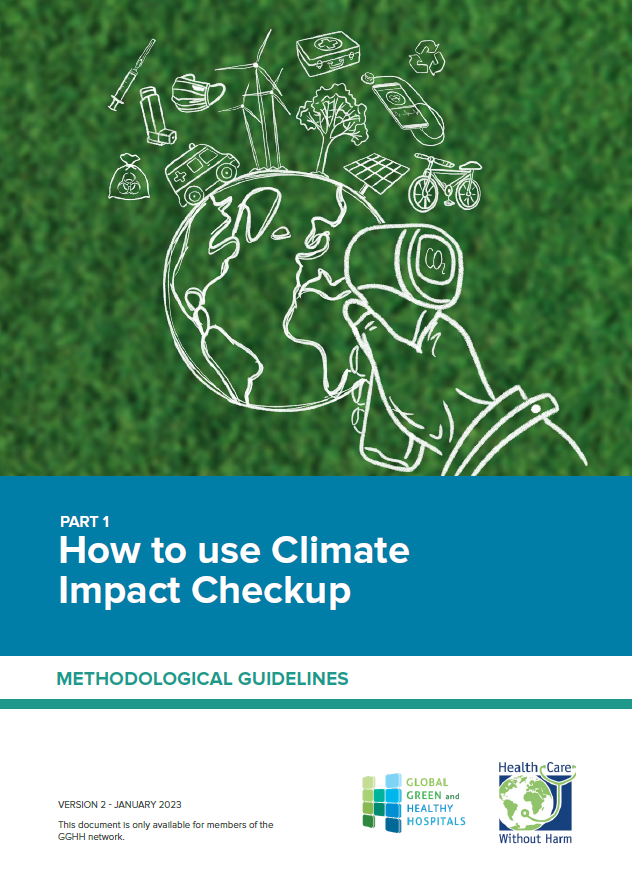 CO2
PART 1
How to use Climate
Impact Checkup
METHODOLOGICAL GUIDELINES
VERSION 2 - JANUARY 2023
This document is only available for members of the
GGHH network.
GLOBAL
GREEN and
HEALTHY
HOSPITALS
Health Care
Without Harm